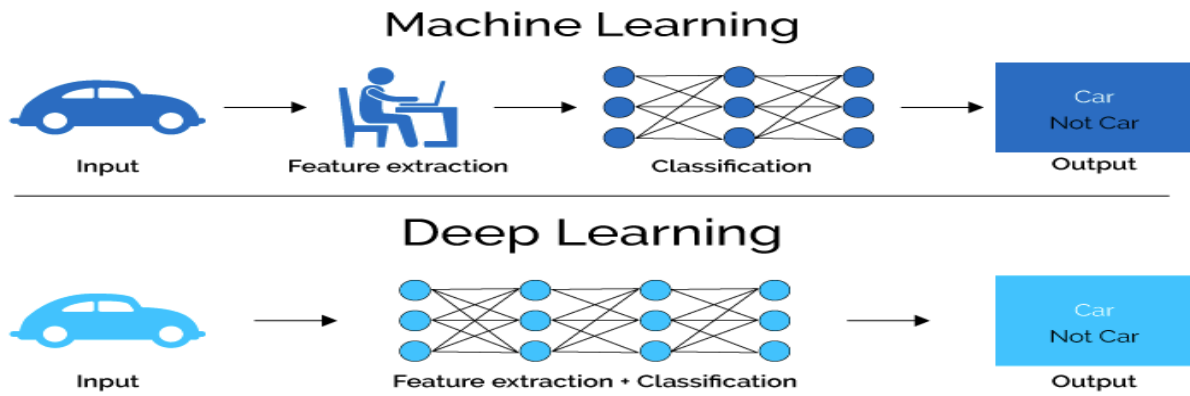 Machine Learning
Car
Not Car
Input
Feature extraction
Classification
Output
Deep Learning
Car
Not Car
Input
Feature extraction + Classification
Output